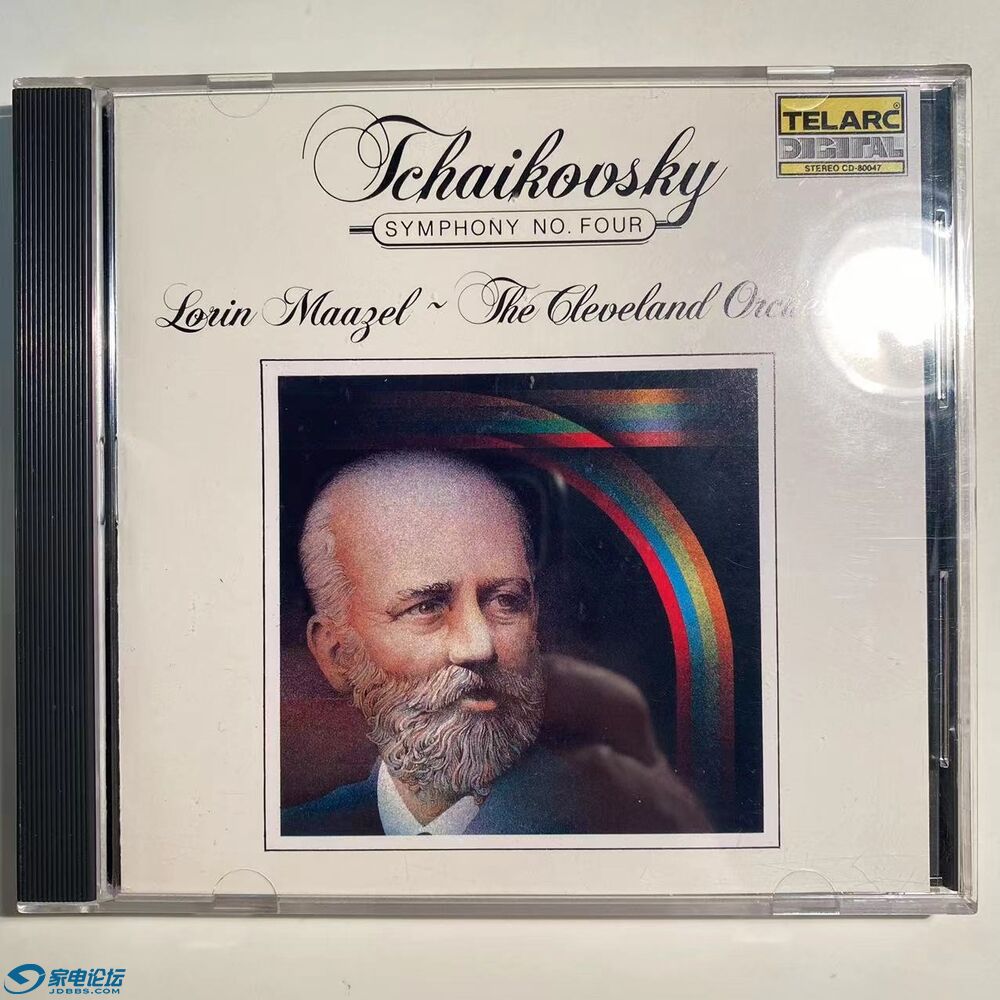 Tchaikovsky
TELARC®
DIGITAL
STEREO CD-80047
SYMPHONY NO. FOUR
Lorin Maazel ~ The Cleveland
家电论坛
JDBBS.COM